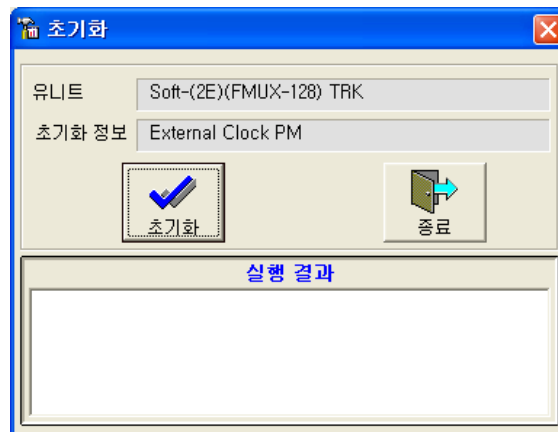 초기화
유니트 Soft-(2E)(FMUX-128) TRK
초기화 정보 External Clock PM
초기화 종료
실행 결과